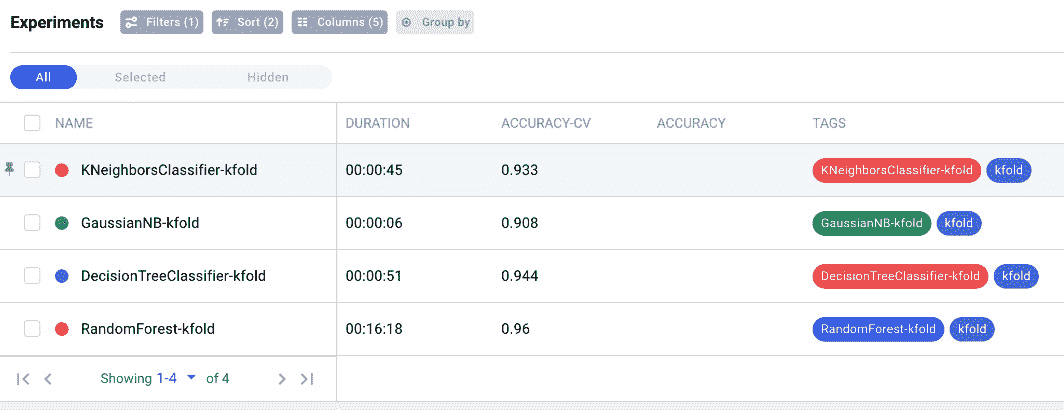 Experiments Filters (1) Sort (2) Columns (5) Group by
All Selected Hidden
NAME DURATION ACCURACY-CV ACCURACY TAGS
KNeighborsClassifier-kfold 00:00:45 0.933 KNeighborsClassifier-kfold kfold
GaussianNB-kfold 00:00:06 0.908 GaussianNB-kfold kfold
DecisionTreeClassifier-kfold 00:00:51 0.944 DecisionTreeClassifier-kfold kfold
RandomForest-kfold 00:16:18 0.96 RandomForest-kfold kfold
Showing 1-4 of 4